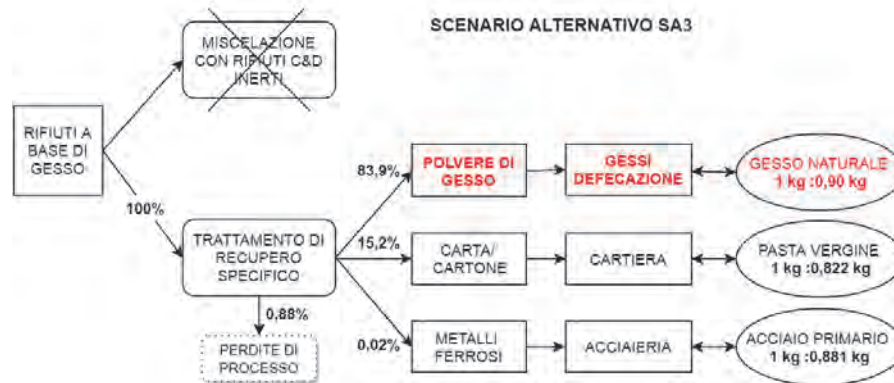 SCENARIO ALTERNATIVO SA3
MISCELAZIONE
CON RIFIUTI C&D
INERTI
RIFIUTI A
BASE DI
GESSO
100%
TRATTAMENTO DI
RECUPERO
SPECIFICO
0,88%
PERDITE DI
PROCESSO
83,9%
POLVERE DI
GESSO
GESSI
DEFECAZIONE
GESSO NATURALE
1 kg :0,90 kg
15,2%
CARTA/
CARTONE
CARTIERA
PASTA VERGINE
1 kg :0,822 kg
0,02%
METALLI
FERROSI
ACCIAIERIA
ACCIAIO PRIMARIO
1 kg :0,881 kg